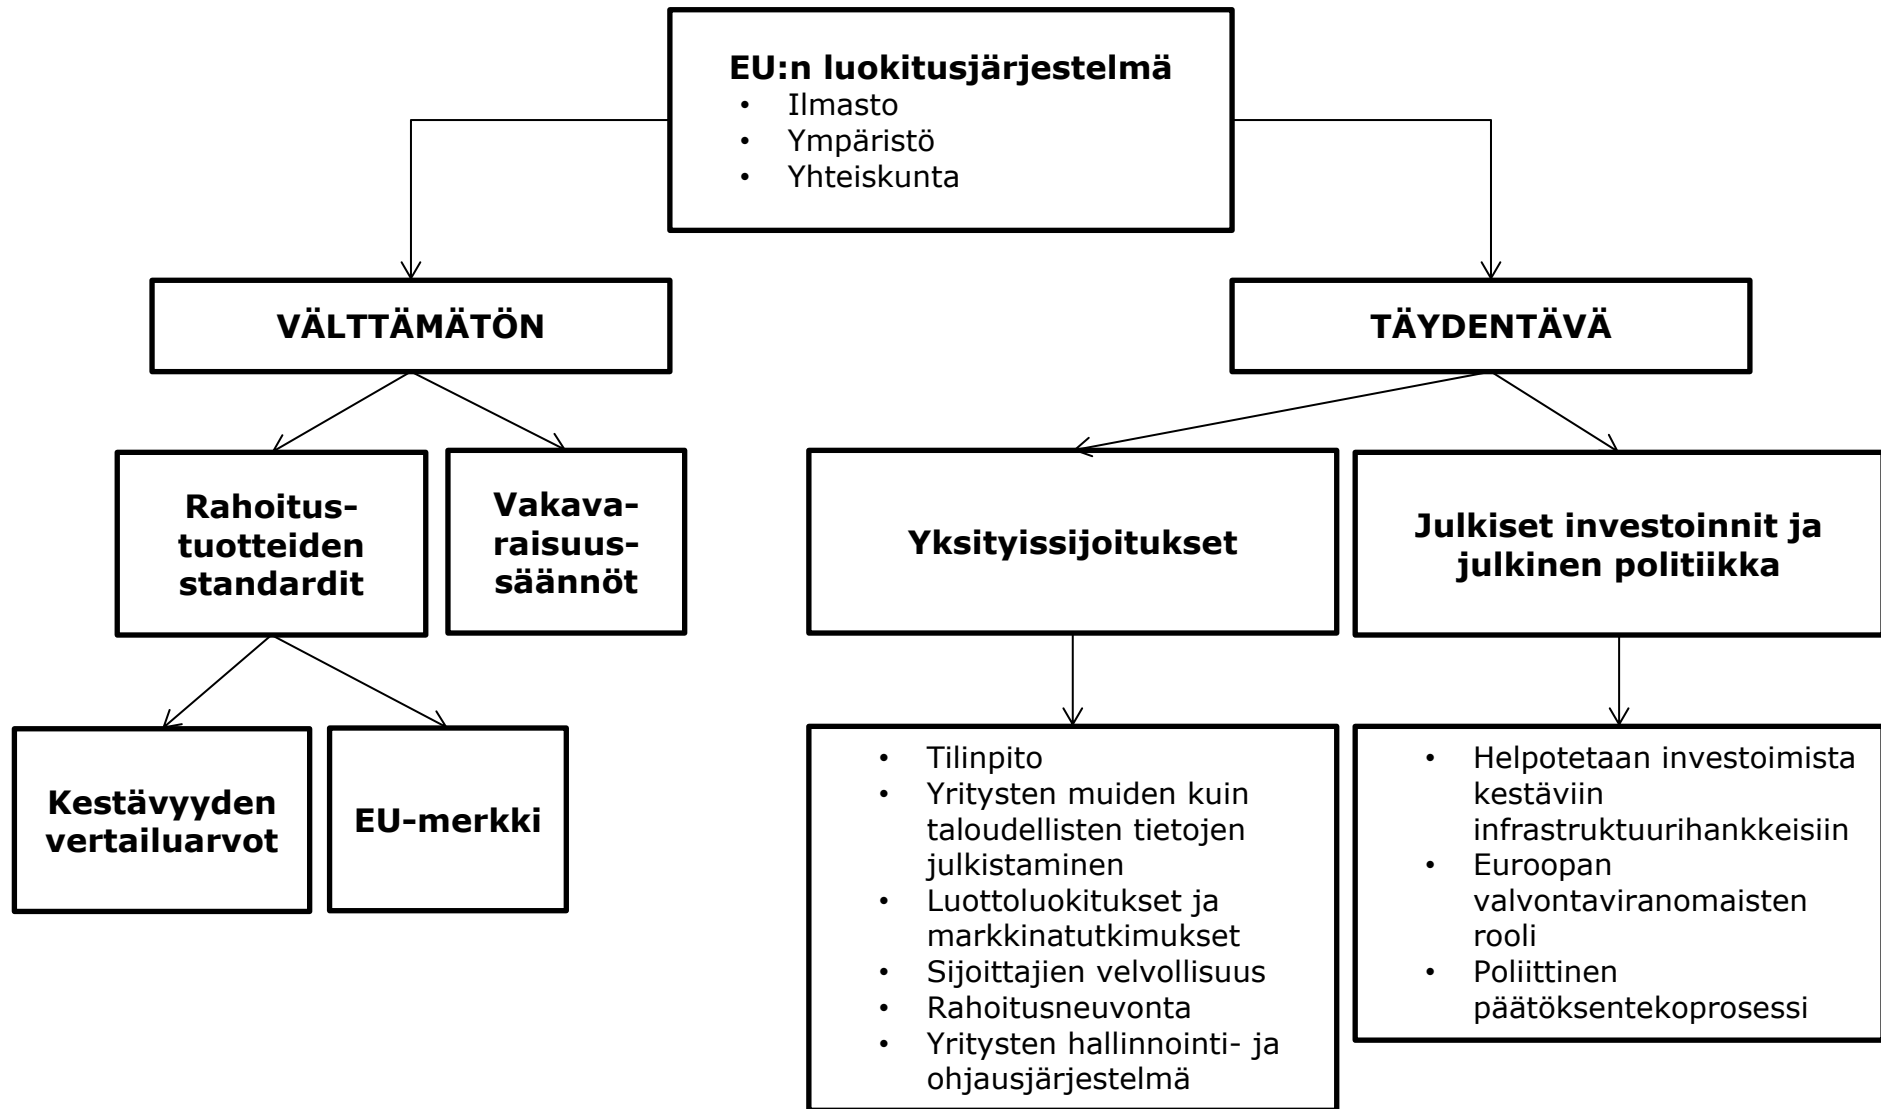 EU:n luokitusjärjestelmä
• Ilmasto
• Ympäristö
• Yhteiskunta
VÄLTTÄMÄTÖN
TÄYDENTÄVÄ
Rahoitus-
tuotteiden
standardit
Vakava-
raisuus-
säännöt
Yksityissijoitukset
Julkiset investoinnit ja
julkinen politiikka
Kestävyyden
vertailuarvot
EU-merkki
• Tilinpito
• Yritysten muiden kuin
taloudellisten tietojen
julkistaminen
• Luottoluokitukset ja
markkinatutkimukset
• Sijoittajien velvollisuus
• Rahoitusneuvonta
• Yritysten hallinnointi- ja
ohjausjärjestelmä
• Helpotetaan investoimista
kestäviin
infrastruktuurihankkeisiin
• Euroopan
valvontaviranomaisten
rooli
• Poliittinen
päätöksentekoprosessi